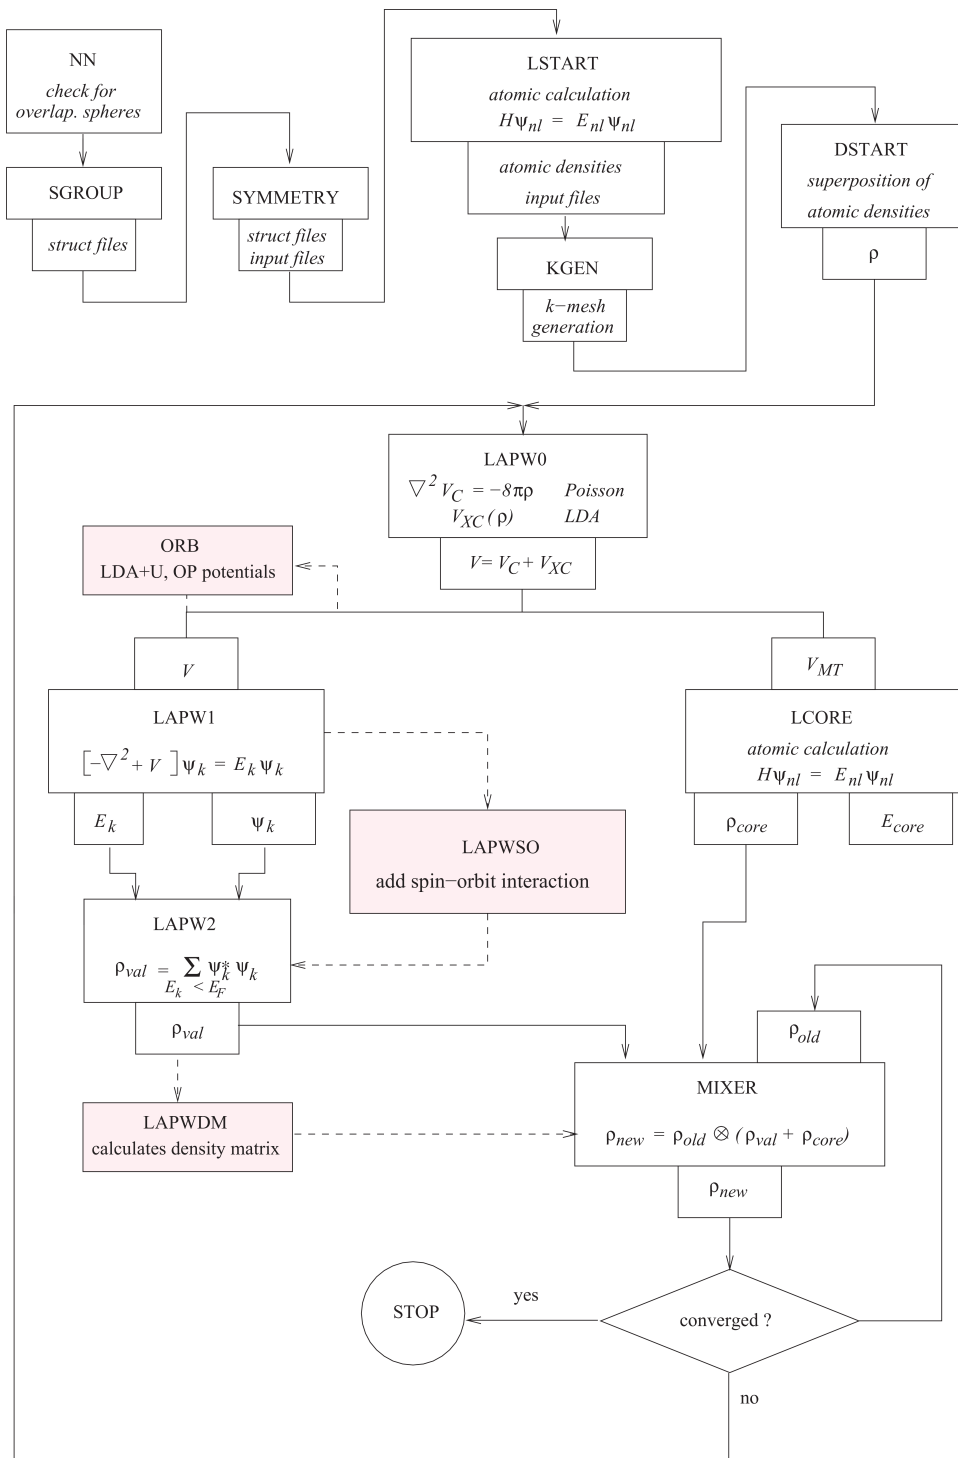 NN
check for
overlap. spheres
SGROUP
struct files
SYMMETRY
struct files
input files
LSTART
atomic calculation
Hψnl = Enl ψnl
atomic densities
input files
KGEN
k−mesh
generation
DSTART
superposition of
atomic densities
ρ
LAPW0
▽² VC = −8πρ Poisson
VXC(ρ) LDA
V= VC + VXC
ORB
LDA+U, OP potentials
V
LAPW1
[−▽² + V ] ψk = Ek ψk
Ek
ψk
VMT
LCORE
atomic calculation
Hψnl = Enl ψnl
ρcore
Ecore
LAPWSO
add spin−orbit interaction
LAPW2
ρval = Σ ψk* ψk
Ek < EF
ρval
LAPWDM
calculates density matrix
ρold
MIXER
ρnew = ρold ⊗ (ρval + ρcore)
ρnew
converged ?
yes
STOP
no